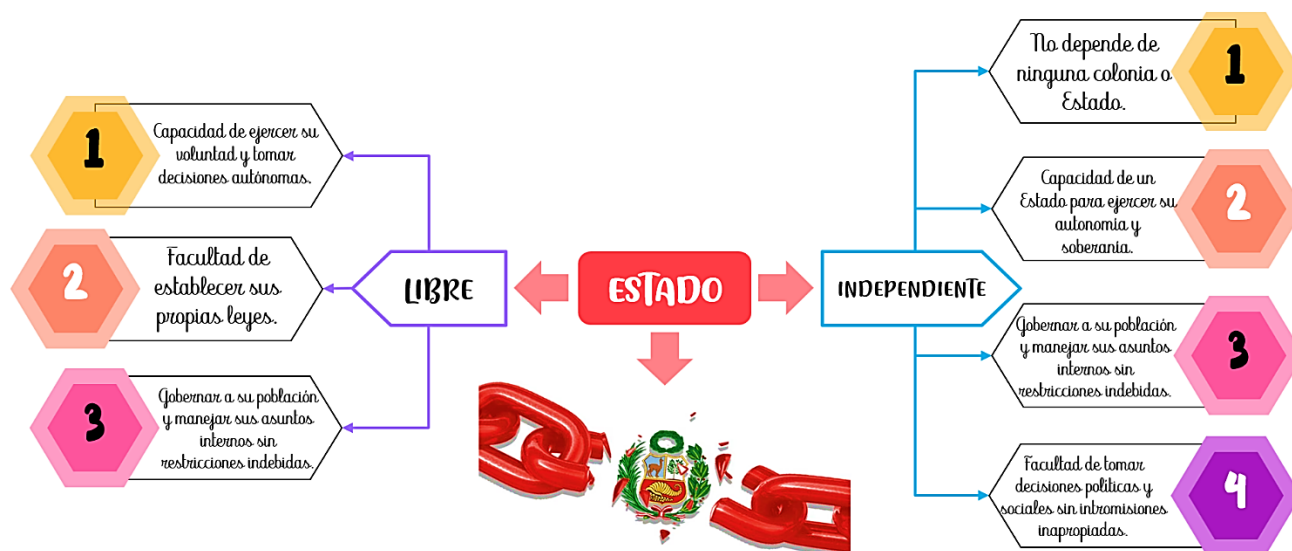 1
Capacidad de ejercer su
voluntad y tomar
decisiones autónomas.
2
Facultad de
establecer sus
propias leyes.
3
Gobernar a su población
y manejar sus asuntos
internos sin
restricciones indebidas.
LIBRE
ESTADO
INDEPENDIENTE
No depende de
ninguna colonia o
Estado.
1
Capacidad de un
Estado para ejercer su
autonomía y
soberanía.
2
Gobernar a su población
y manejar sus asuntos
internos sin
restricciones indebidas.
3
Facultad de tomar
decisiones políticas y
sociales sin intromisiones
inapropiadas.
4